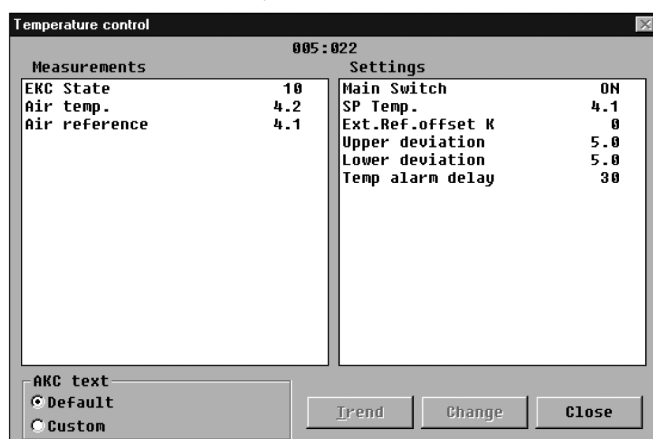 Temperature control
005:022
Measurements
EKC State 10
Air temp. 4.2
Air reference 4.1
Settings
Main Switch ON
SP Temp. 4.1
Ext.Ref.offset K 0
Upper deviation 5.0
Lower deviation 5.0
Temp alarm delay 30
AKC text
Default
Custom
Trend
Change
Close